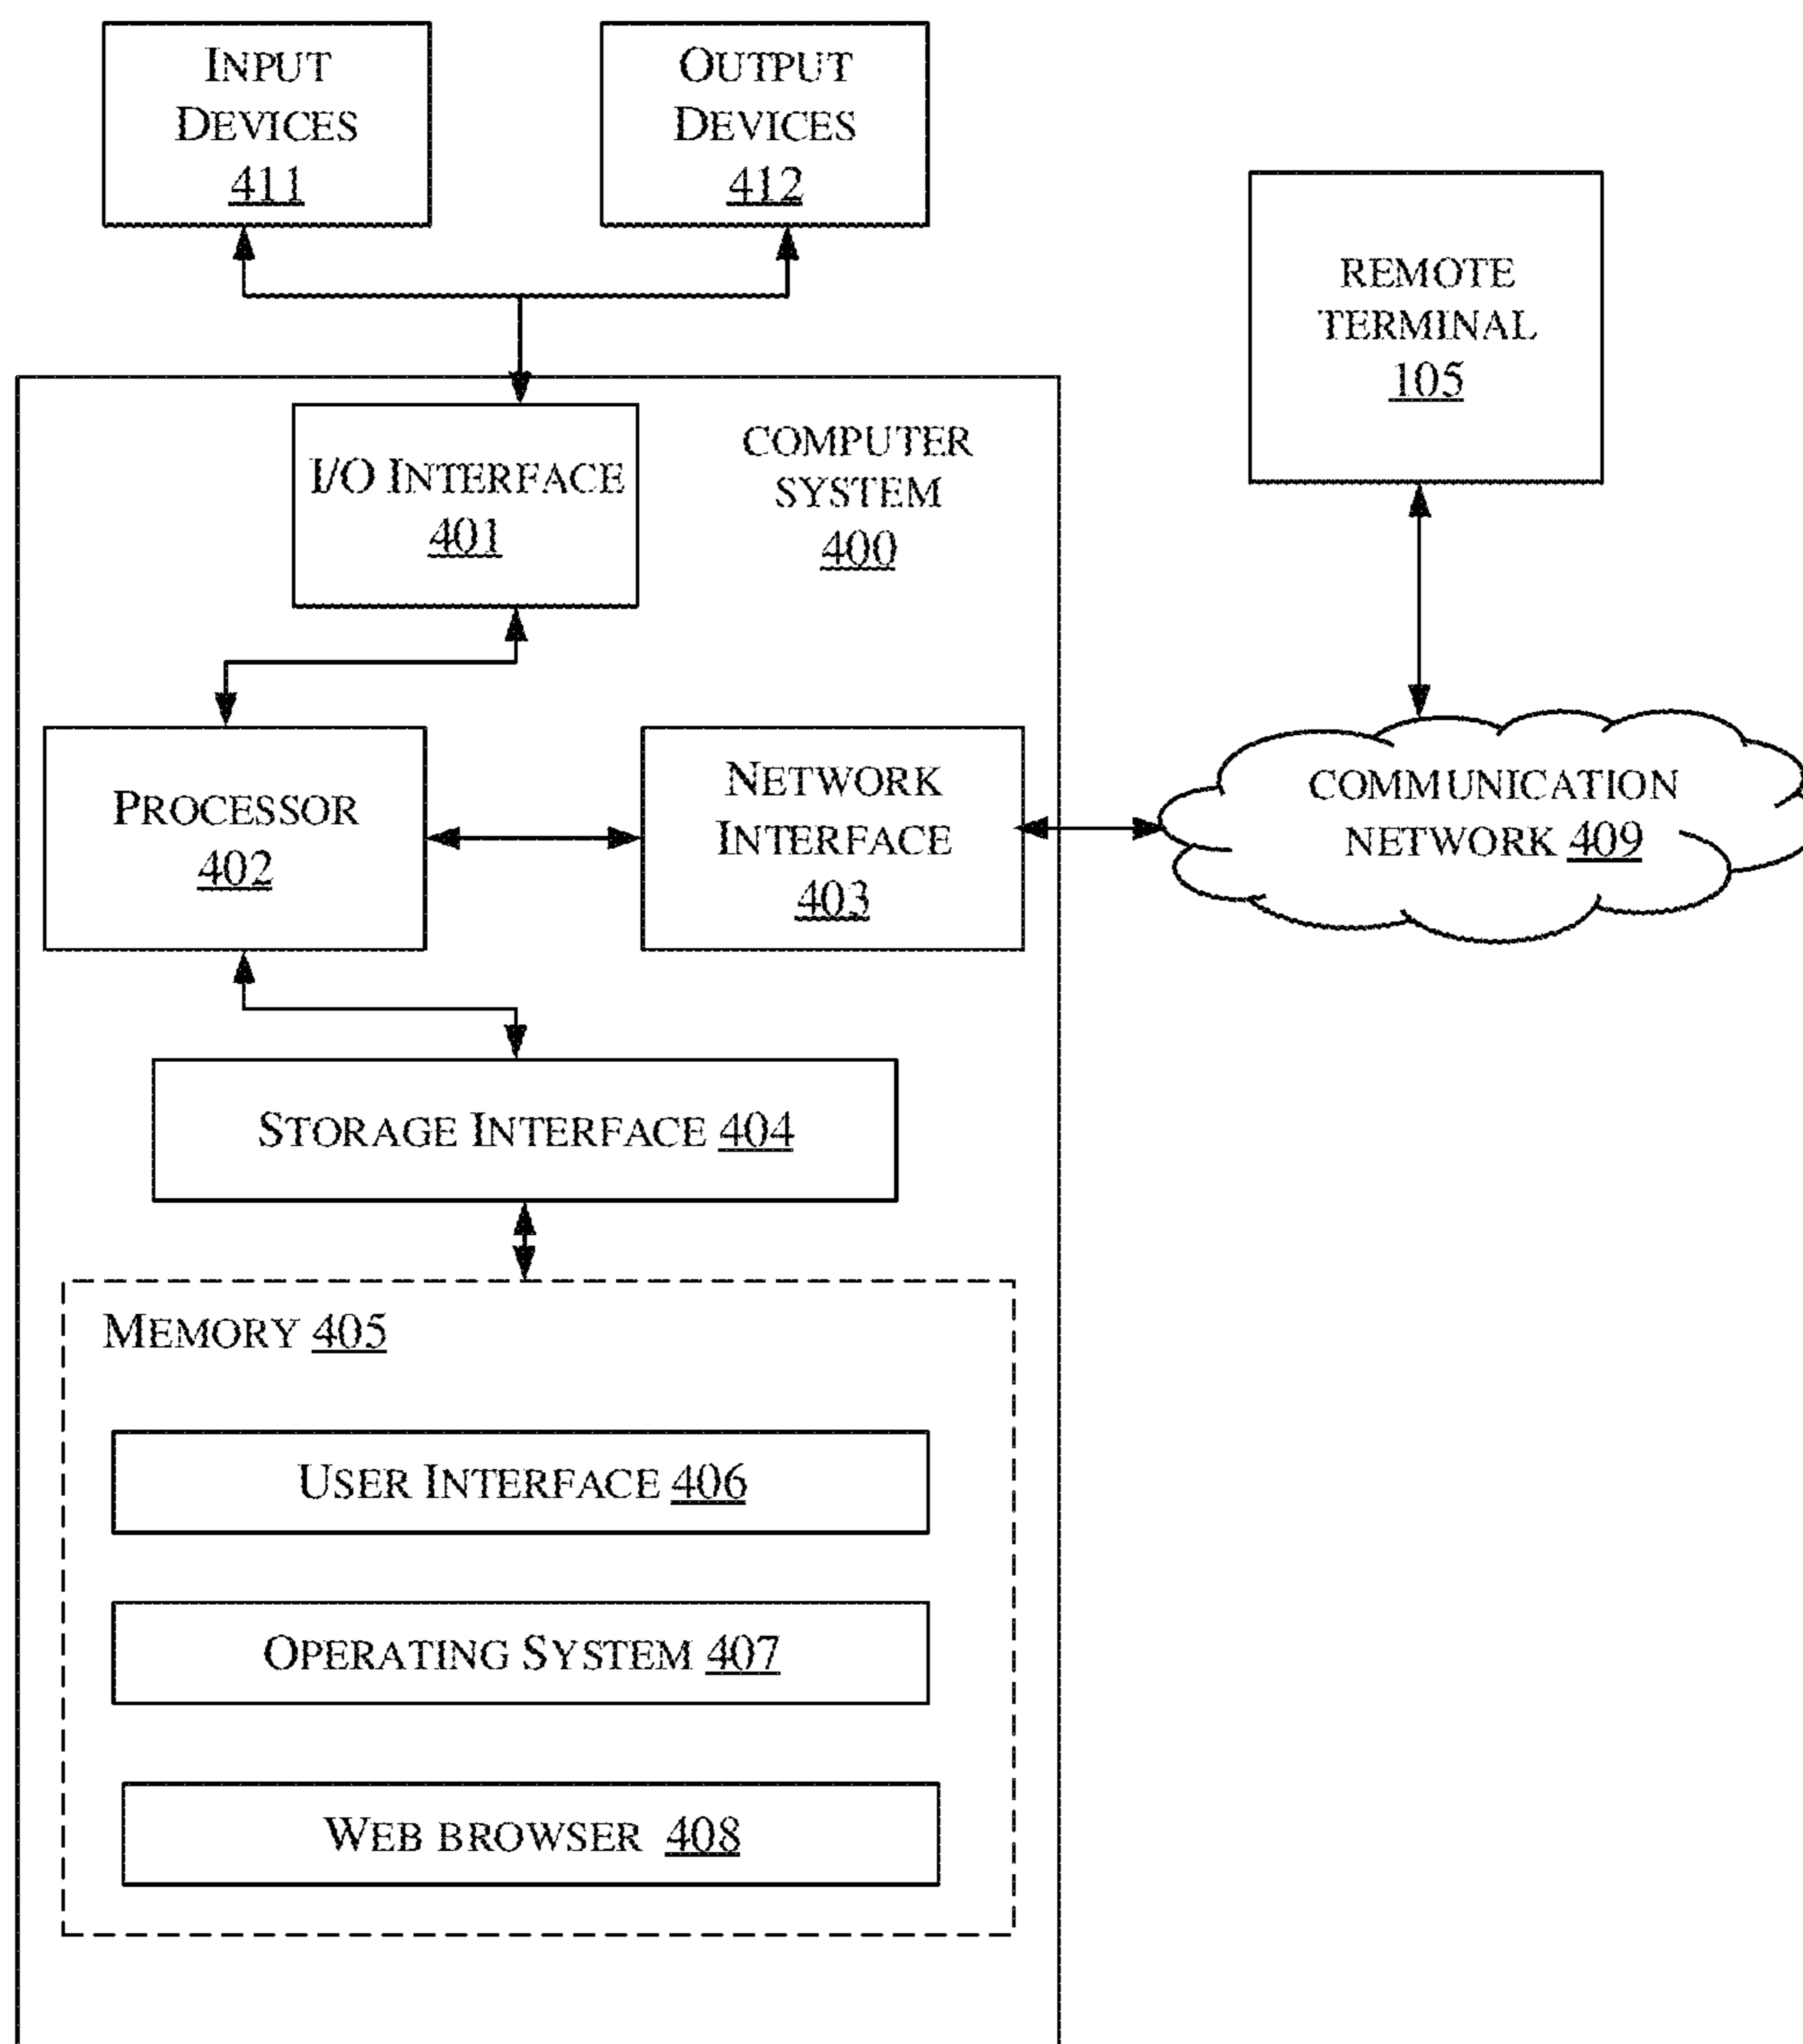 INPUT
DEVICES
411
OUTPUT
DEVICES
412
REMOTE
TERMINAL
105
I/O INTERFACE
401
COMPUTER
SYSTEM
400
PROCESSOR
402
NETWORK
INTERFACE
403
COMMUNICATION
NETWORK 409
STORAGE INTERFACE 404
MEMORY 405
USER INTERFACE 406
OPERATING SYSTEM 407
WEB BROWSER 408